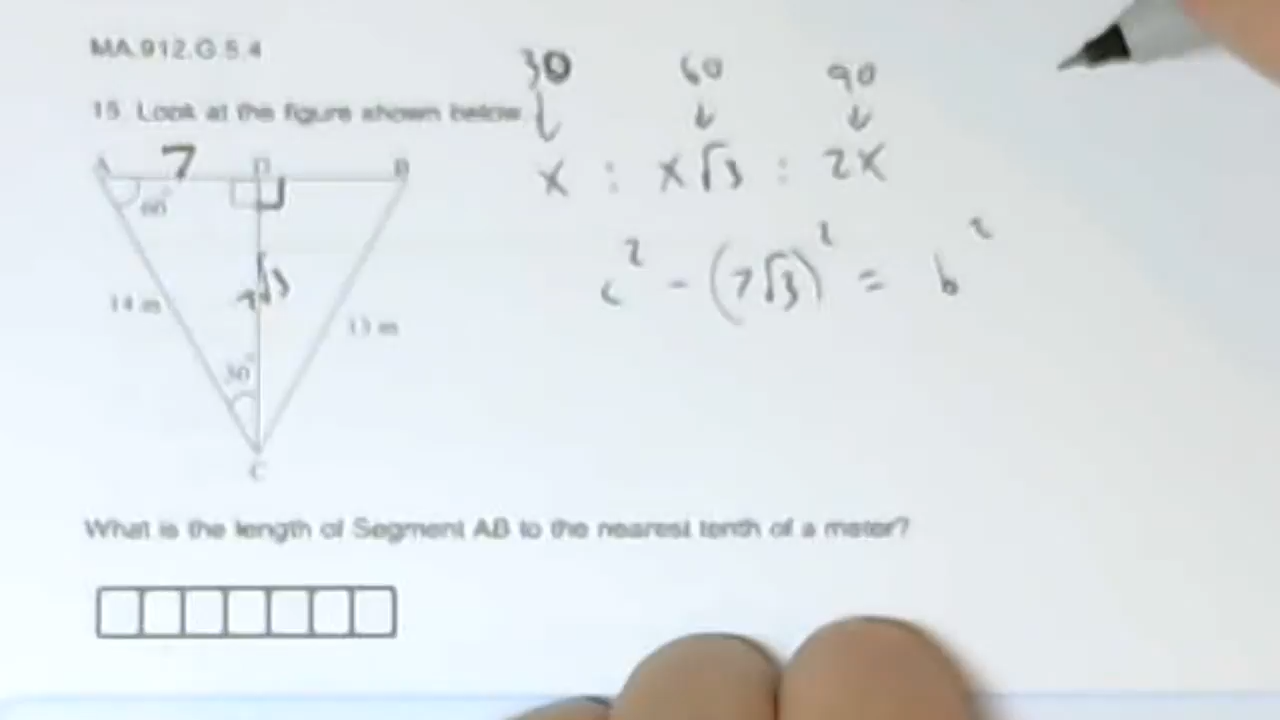 MA.912.G.5.4
30 60 90
15. Look at the figure shown below.
x : x√3 : 2x
A 7 D B
60°
c² - (7√3)² = b²
7√3
14 m
13 m
30°
C
What is the length of Segment AB to the nearest tenth of a meter?